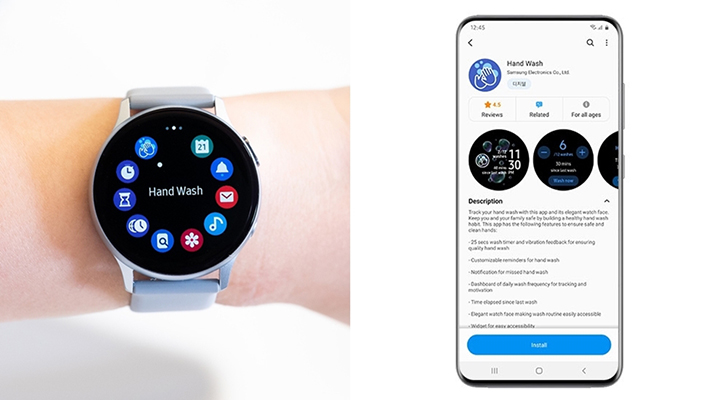 21
Hand Wash
12:45
Hand Wash
Samsung Electronics Co., Ltd.
디지털
4.5
Reviews
Related
For all ages
11
30
6
/12 washes
30 mins
since last wash
Wash now
Description
Track your hand wash with this app and its elegant watch face.
Keep you and your family safe by building a healthy hand wash
habit. This app has the following features to ensure safe and
clean hands:
- 25 secs wash timer and vibration feedback for ensuring
quality hand wash
-Customizable reminders for hand wash
- Notification for missed hand wash
- Dashboard of daily wash frequency for tracking and
motivation
- Time elapsed since last wash
- Elegant watch face making wash routine easily accessible
- Widget for easy accessibility
Install